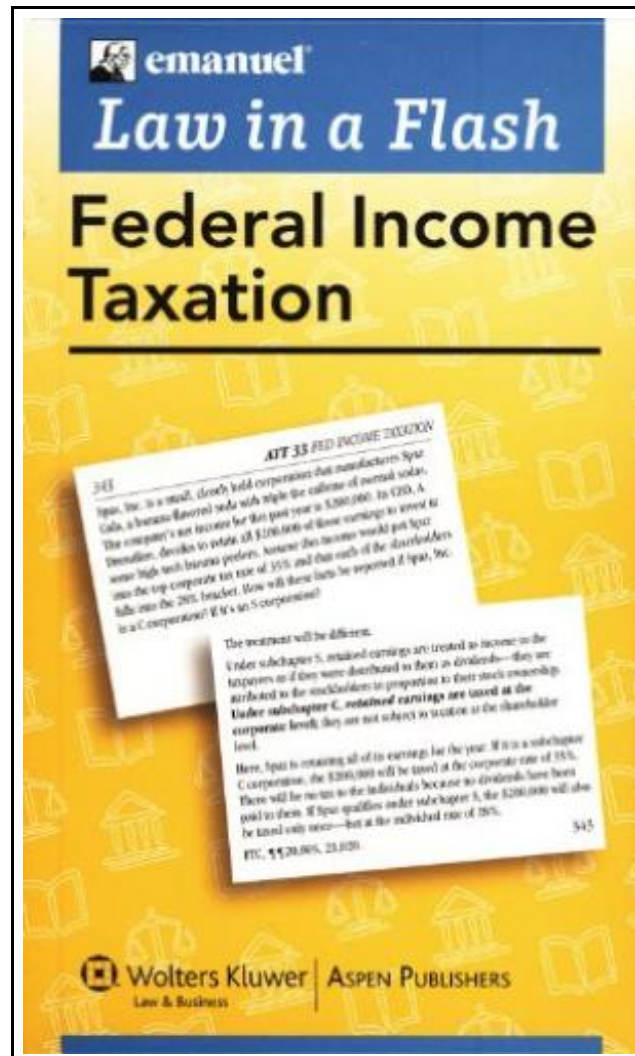 emanuel®
Law in a Flash
Federal Income
Taxation
343 ATT 33 FED INCOME TAXATION
Spaz, Inc. is a small, closely held corporation that manufactures Spaz
Cola, a banana-flavored soda with triple the caffeine of normal sodas.
The company's net income for this past year is $200,000. Its CEO, A.
decides to retain all $200,000 of those earnings to invest in
some high tech banana peelers. Assume this income would put Spaz
into the top corporate tax rate of 35% and that each of the shareholders
falls into the 28% bracket. How will these facts be reported if Spaz, Inc.
is a C corporation? If it's an S corporation?
The treatment will be different.
Under subchapter S, retained earnings are treated as income to the
taxpayers as if they were distributed to them as dividends—they are
attributed to the stockholders in proportion to their stock ownership.
Under subchapter C, retained earnings are taxed at the
corporate level; they are not subject to taxation at the shareholder
level.
Here, Spaz is retaining all of its earnings for the year. If it is a subchapter
C corporation, the $200,000 will be taxed at the corporate rate of 35%.
There will be no tax to the individuals because no dividends have been
paid to them. If Spaz qualifies under subchapter S, the $200,000 will also
be taxed only once—but at the individual rate of 28%.
343
Wolters Kluwer
Law & Business
ASPEN PUBLISHERS